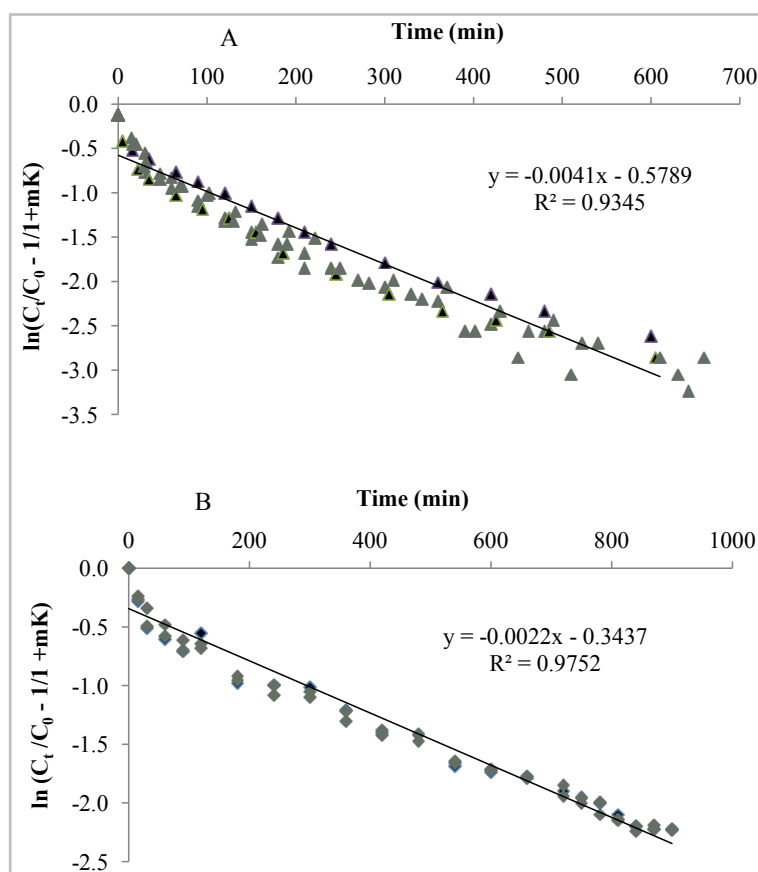 A
Time (min)
0 100 200 300 400 500 600 700
0.0
-0.5
-1.0
-1.5
-2.0
-2.5
-3.0
-3.5
ln(Ct/C0 - 1/1+mK)
y = -0.0041x - 0.5789
R² = 0.9345
B
Time (min)
0 200 400 600 800 1000
0.0
-0.5
-1.0
-1.5
-2.0
-2.5
ln (Ct /C0 - 1/1 +mK)
y = -0.0022x - 0.3437
R² = 0.9752